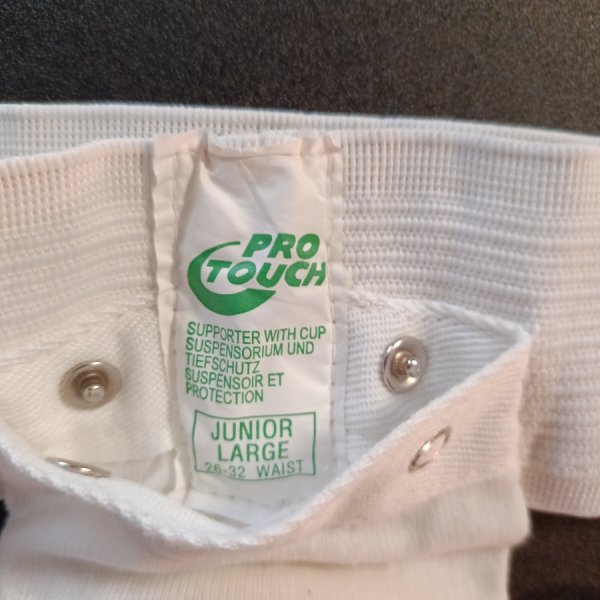 PRO
TOUCH
SUPPORTER WITH CUP
SUSPENSORIUM UND
TIEFSCHUTZ
SUSPENSOIR ET
PROTECTION
JUNIOR
LARGE
26-32 WAIST